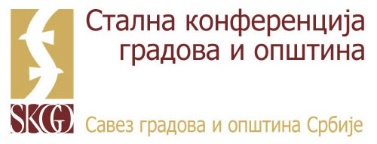 Стална конференција
градова и општина
SKGO
Савез градова и општина Србије